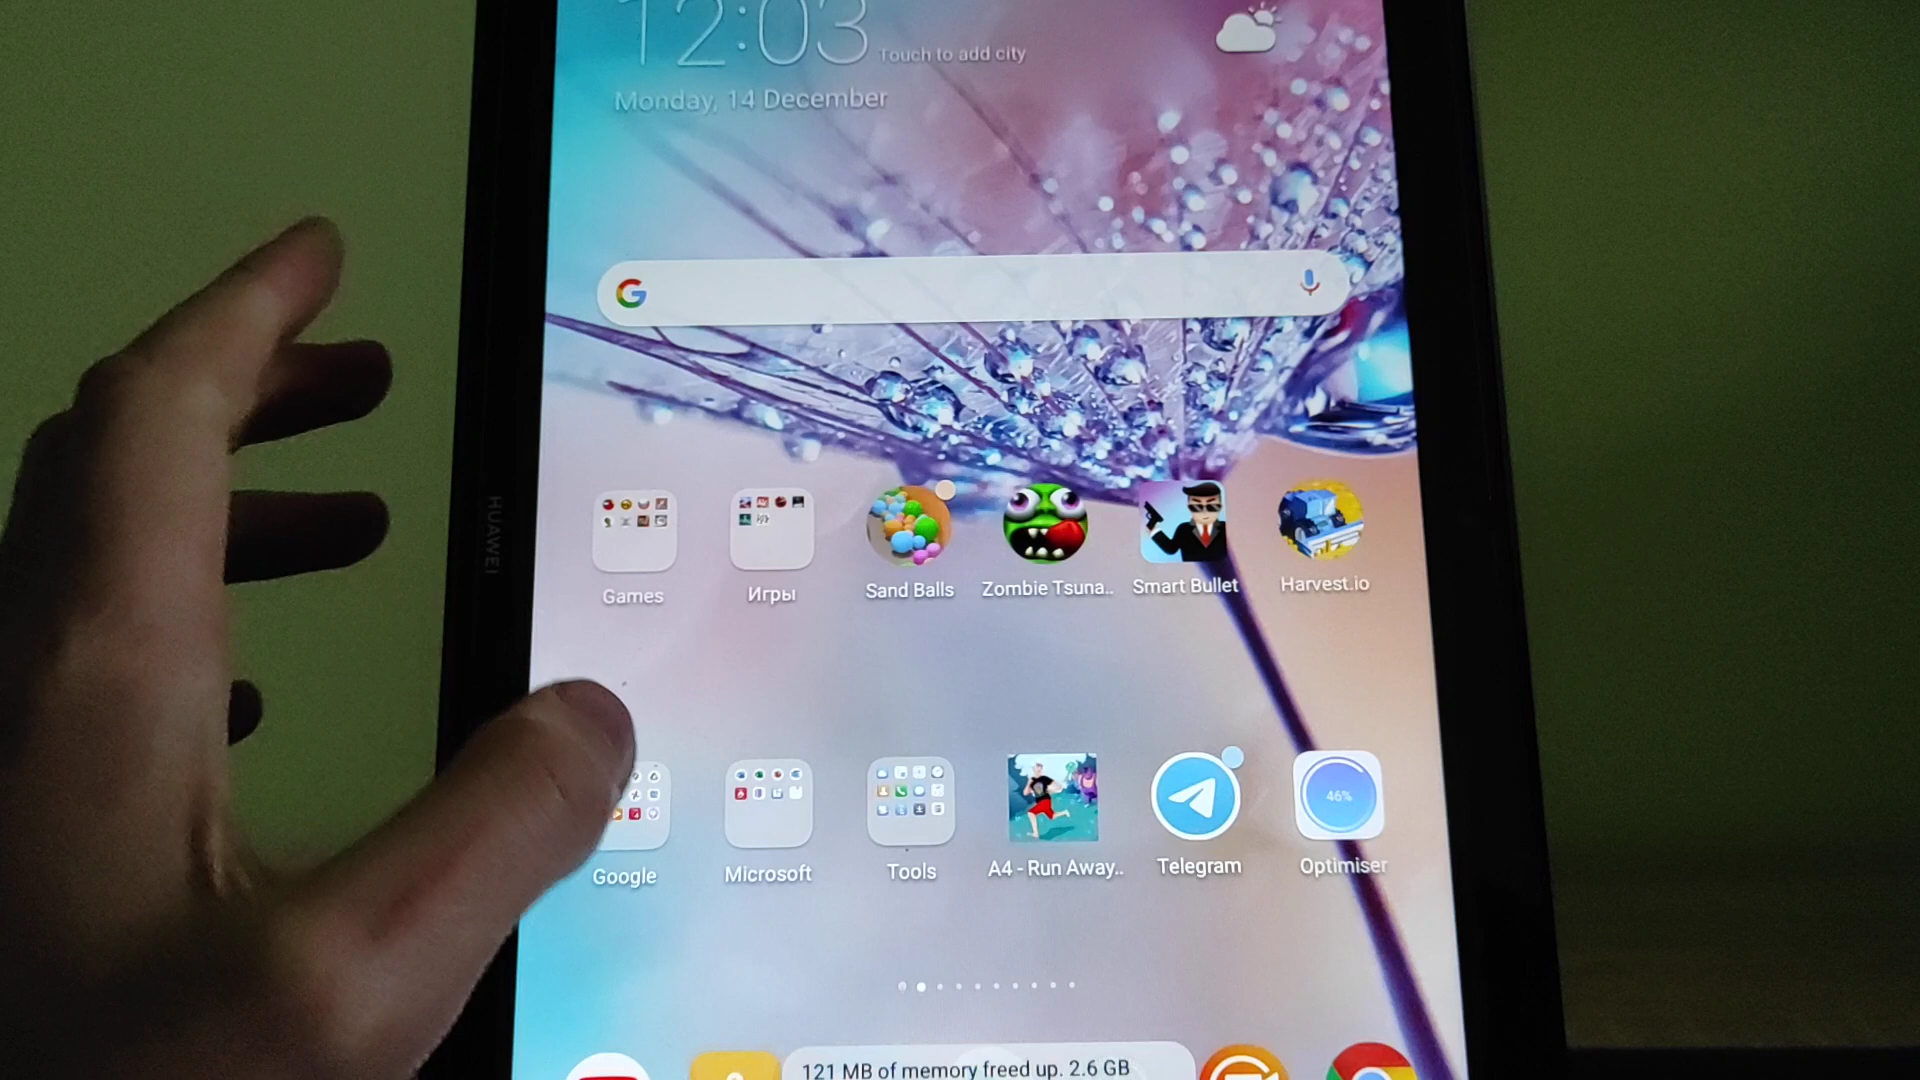 12:03
Touch to add city
Monday, 14 December
HUAWEI
Games
Игры
Sand Balls
Zombie Tsuna..
Smart Bullet
Harvest.io
46%
Google
Microsoft
Tools
A4 - Run Away..
Telegram
Optimiser
121 MB of memory freed up. 2.6 GB